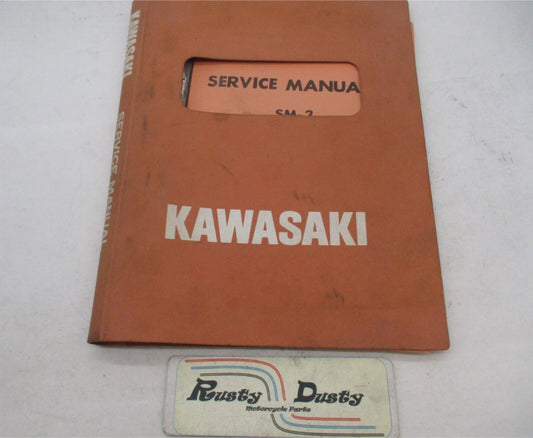 KAWASAKI SERVICE MANUAL
SERVICE MANUA
SM-2
KAWASAKI
Rusty Dusty
Motorcycle Parts